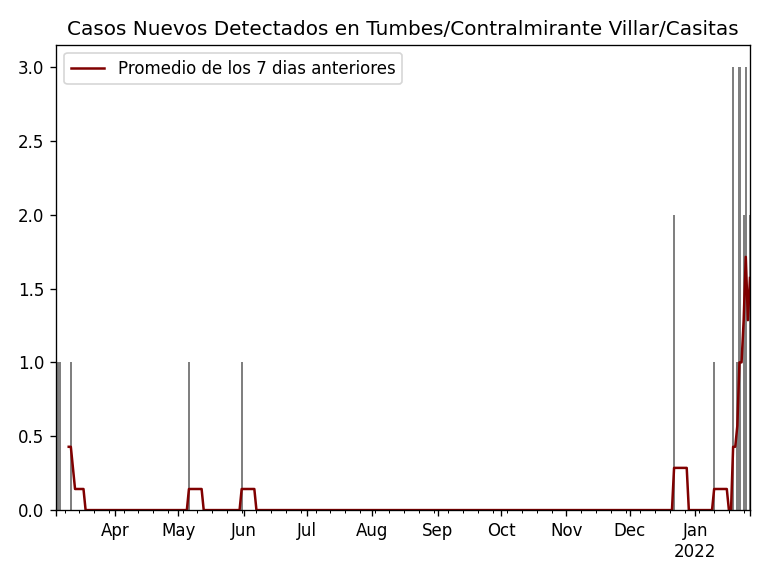 Casos Nuevos Detectados en Tumbes/Contralmirante Villar/Casitas
Promedio de los 7 dias anteriores
3.0
2.5
2.0
1.5
1.0
0.5
0.0
Apr May Jun Jul Aug Sep Oct Nov Dec Jan
2022